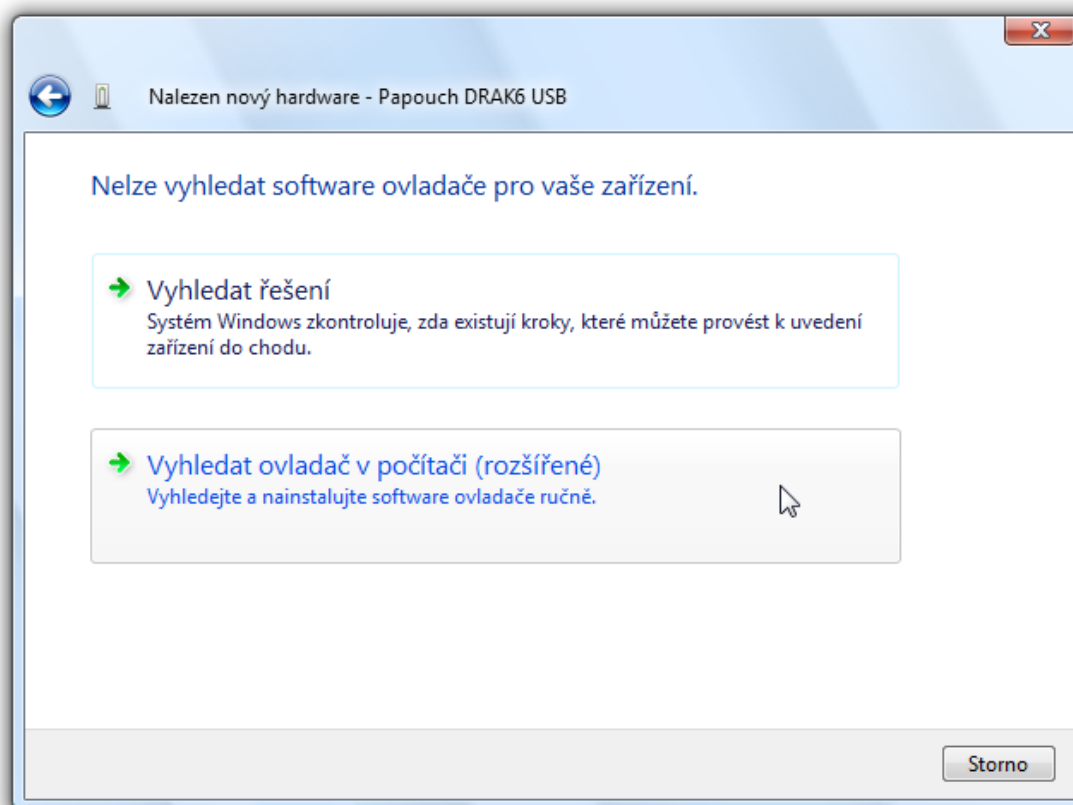 Nalezen nový hardware - Papouch DRAK6 USB
Nelze vyhledat software ovladače pro vaše zařízení.
Vyhledat řešení
Systém Windows zkontroluje, zda existují kroky, které můžete provést k uvedení
zařízení do chodu.
Vyhledat ovladač v počítači (rozšířené)
Vyhledejte a nainstalujte software ovladače ručně.
Storno